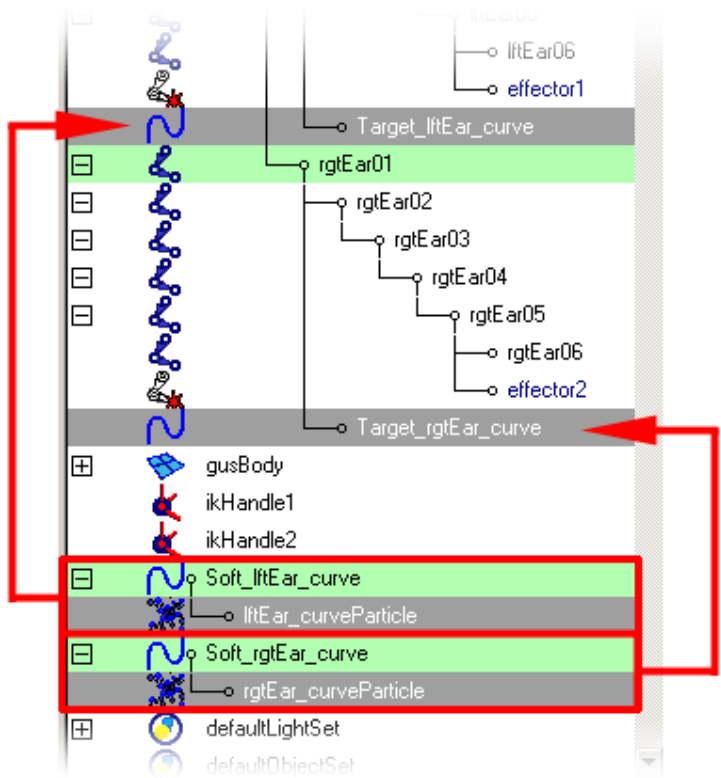 lftEar05
lftEar06
effector1
Target_lftEar_curve
rgtEar01
rgtEar02
rgtEar03
rgtEar04
rgtEar05
rgtEar06
effector2
Target_rgtEar_curve
gusBody
ikHandle1
ikHandle2
Soft_lftEar_curve
lftEar_curveParticle
Soft_rgtEar_curve
rgtEar_curveParticle
defaultLightSet
defaultObjectSet